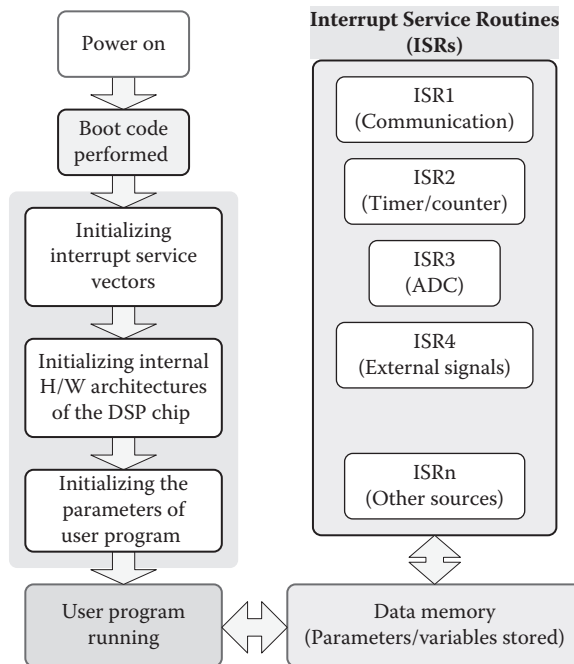 Power on
Boot code
performed
Initializing
interrupt service
vectors
Initializing internal
H/W architectures
of the DSP chip
Initializing the
parameters of
user program
User program
running
Interrupt Service Routines
(ISRs)
ISR1
(Communication)
ISR2
(Timer/counter)
ISR3
(ADC)
ISR4
(External signals)
ISRn
(Other sources)
Data memory
(Parameters/variables stored)